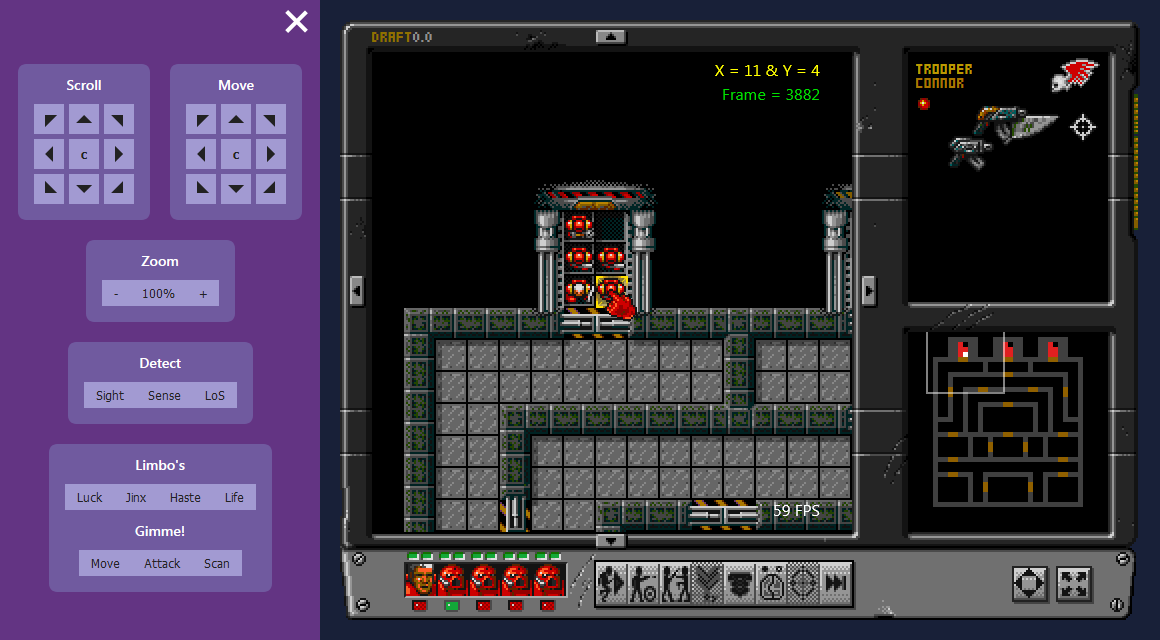 Scroll
Move
c
c
Zoom
- 100% +
Detect
Sight Sense LoS
Limbo's
Luck Jinx Haste Life
Gimme!
Move Attack Scan
DRAFT0.0
X = 11 & Y = 4
Frame = 3882
59 FPS
TROOPER
CONNOR